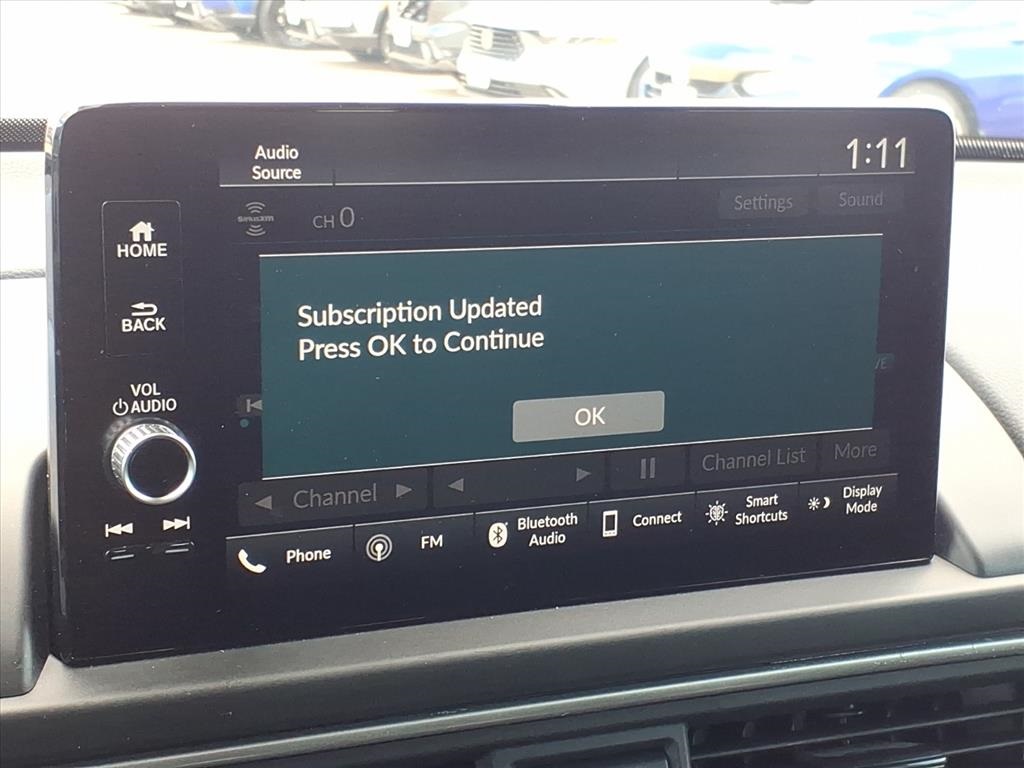 Audio
Source
1:11
SiriusXM
CH 0
Settings
Sound
HOME
BACK
VOL
AUDIO
Subscription Updated
Press OK to Continue
OK
Channel
Channel List
More
Phone
FM
Bluetooth
Audio
Connect
Smart
Shortcuts
Display
Mode